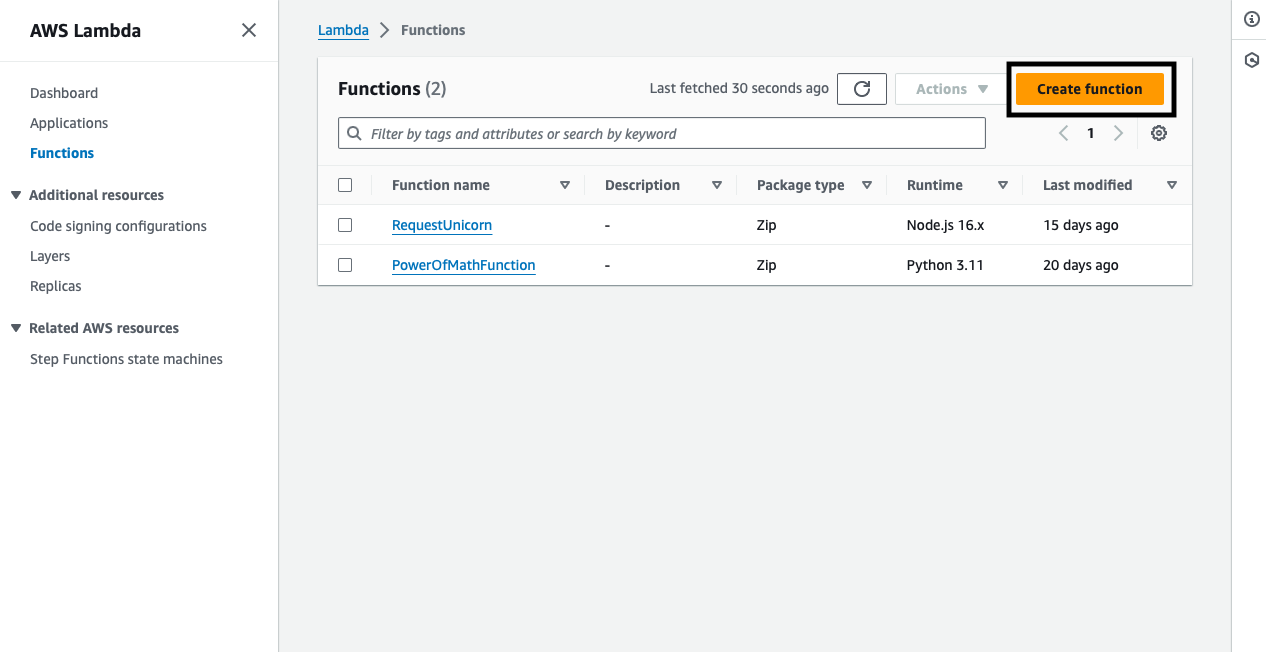 AWS Lambda
Dashboard
Applications
Functions
Additional resources
Code signing configurations
Layers
Replicas
Related AWS resources
Step Functions state machines
Lambda > Functions
Functions (2)
Last fetched 30 seconds ago
Actions
Create function
Filter by tags and attributes or search by keyword
1
Function name Description Package type Runtime Last modified
RequestUnicorn - Zip Node.js 16.x 15 days ago
PowerOfMathFunction - Zip Python 3.11 20 days ago